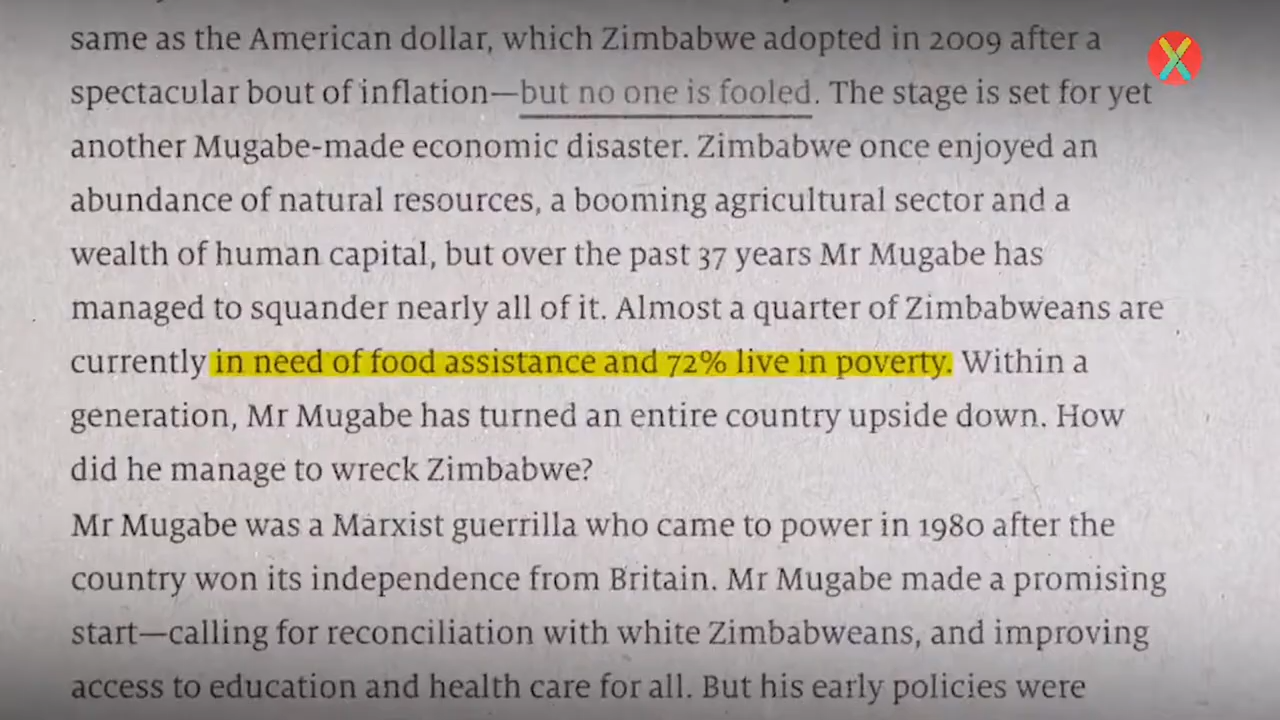 same as the American dollar, which Zimbabwe adopted in 2009 after a
spectacular bout of inflation—but no one is fooled. The stage is set for yet
another Mugabe-made economic disaster. Zimbabwe once enjoyed an
abundance of natural resources, a booming agricultural sector and a
wealth of human capital, but over the past 37 years Mr Mugabe has
managed to squander nearly all of it. Almost a quarter of Zimbabweans are
currently in need of food assistance and 72% live in poverty. Within a
generation, Mr Mugabe has turned an entire country upside down. How
did he manage to wreck Zimbabwe?
Mr Mugabe was a Marxist guerrilla who came to power in 1980 after the
country won its independence from Britain. Mr Mugabe made a promising
start—calling for reconciliation with white Zimbabweans, and improving
access to education and health care for all. But his early policies were